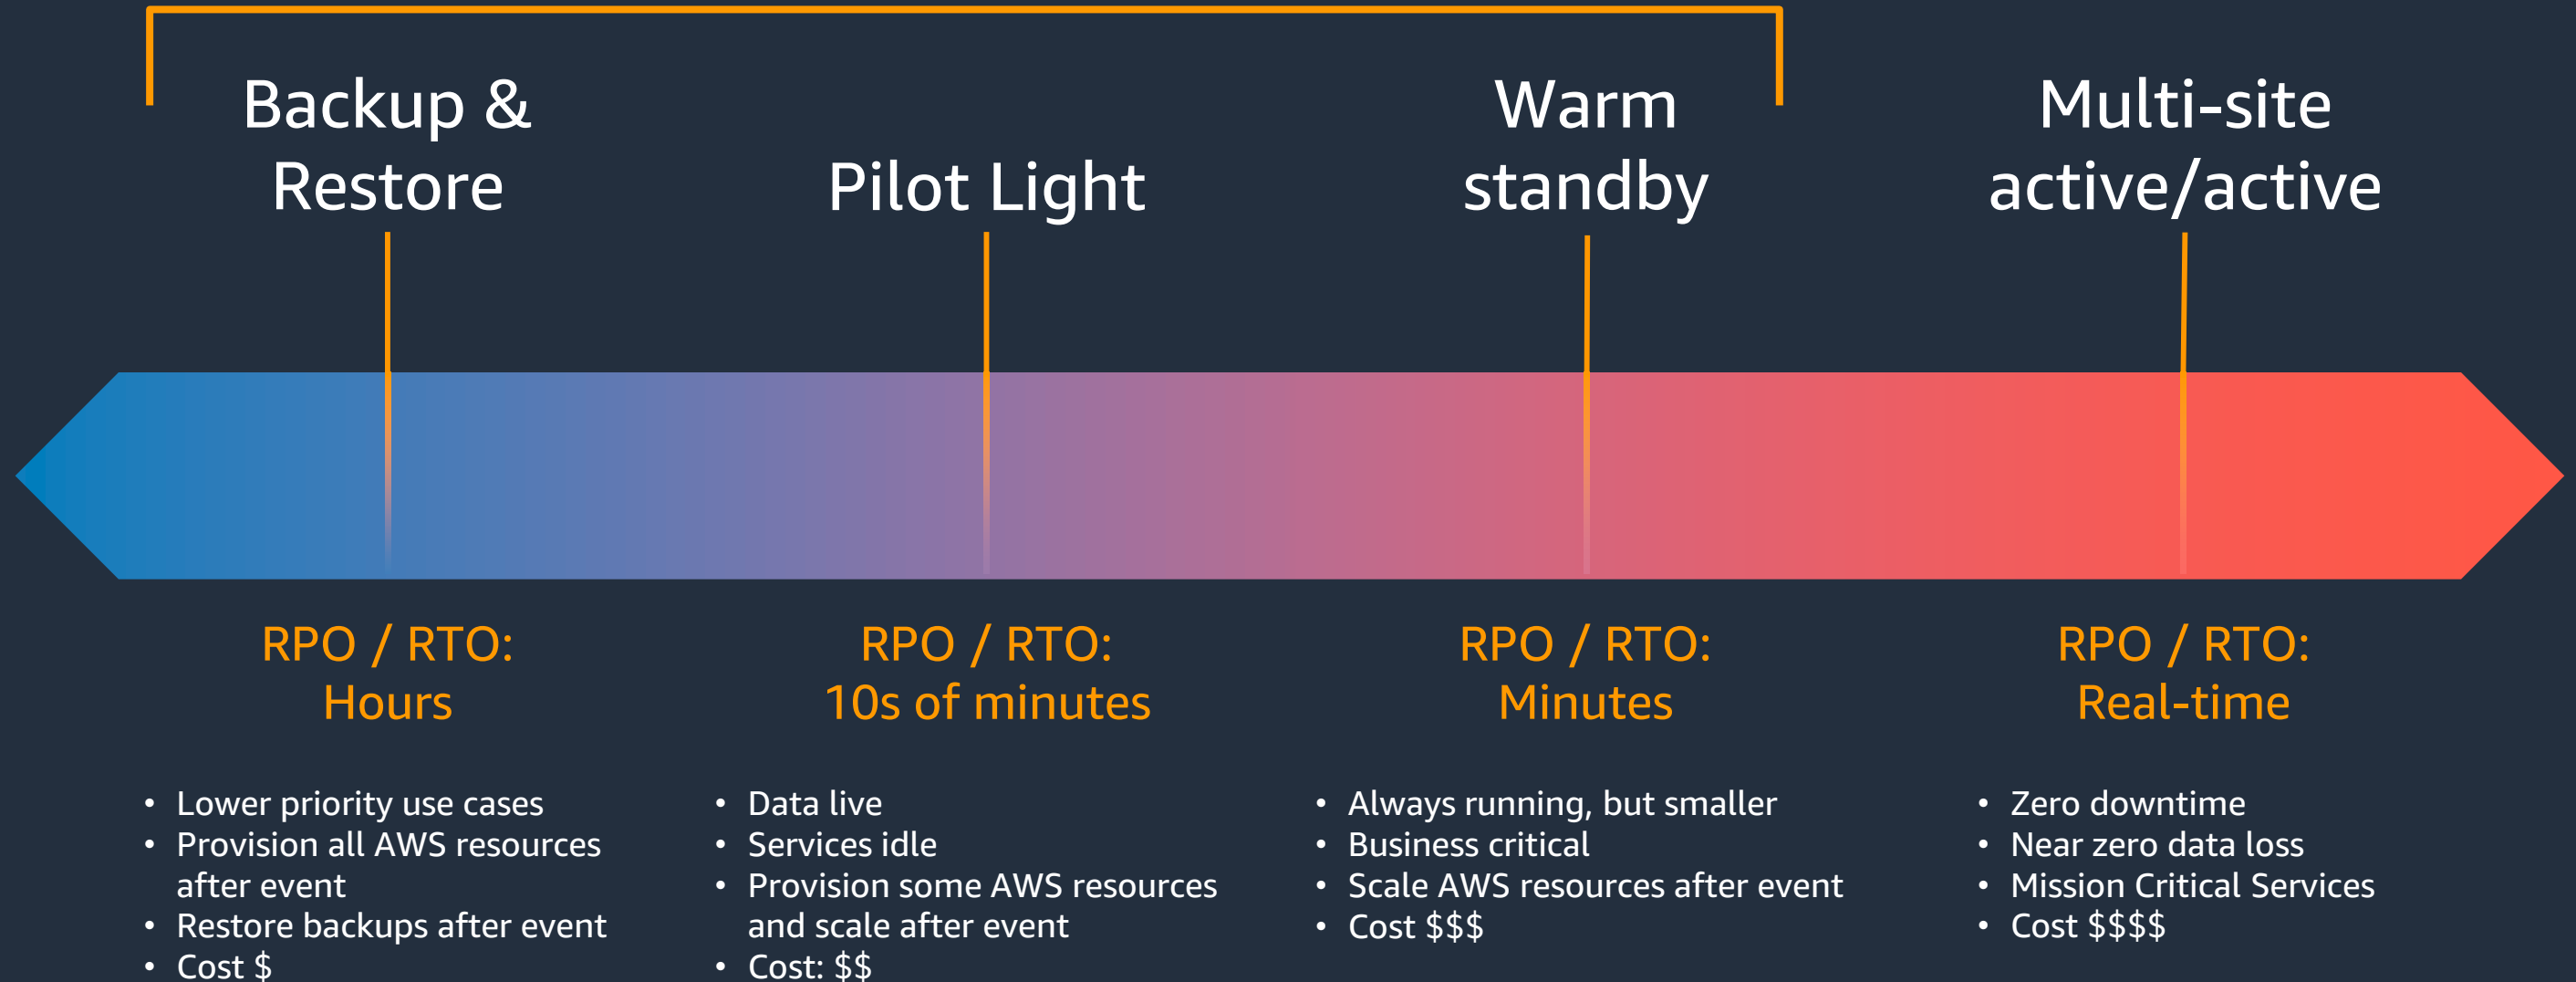 Backup &
Restore
Pilot Light
Warm
standby
Multi-site
active/active
RPO / RTO:
Hours
RPO / RTO:
10s of minutes
RPO / RTO:
Minutes
RPO / RTO:
Real-time
• Lower priority use cases
• Provision all AWS resources
after event
• Restore backups after event
• Cost $
• Data live
• Services idle
• Provision some AWS resources
and scale after event
• Cost: $$
• Always running, but smaller
• Business critical
• Scale AWS resources after event
• Cost $$$
• Zero downtime
• Near zero data loss
• Mission Critical Services
• Cost $$$$